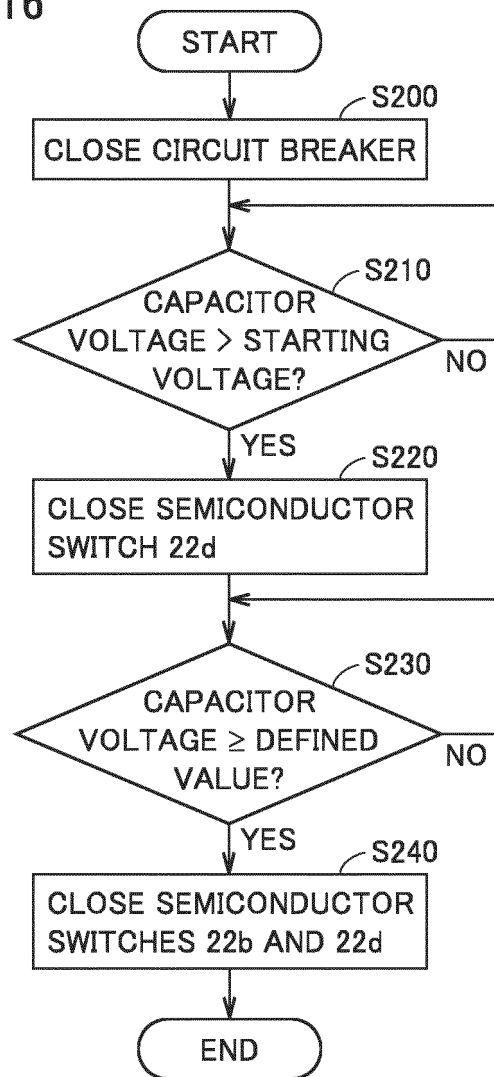 16
START
S200
CLOSE CIRCUIT BREAKER
S210
CAPACITOR
VOLTAGE > STARTING
VOLTAGE?
NO
YES
S220
CLOSE SEMICONDUCTOR
SWITCH 22d
S230
CAPACITOR
VOLTAGE ≥ DEFINED
VALUE?
NO
YES
S240
CLOSE SEMICONDUCTOR
SWITCHES 22b AND 22d
END